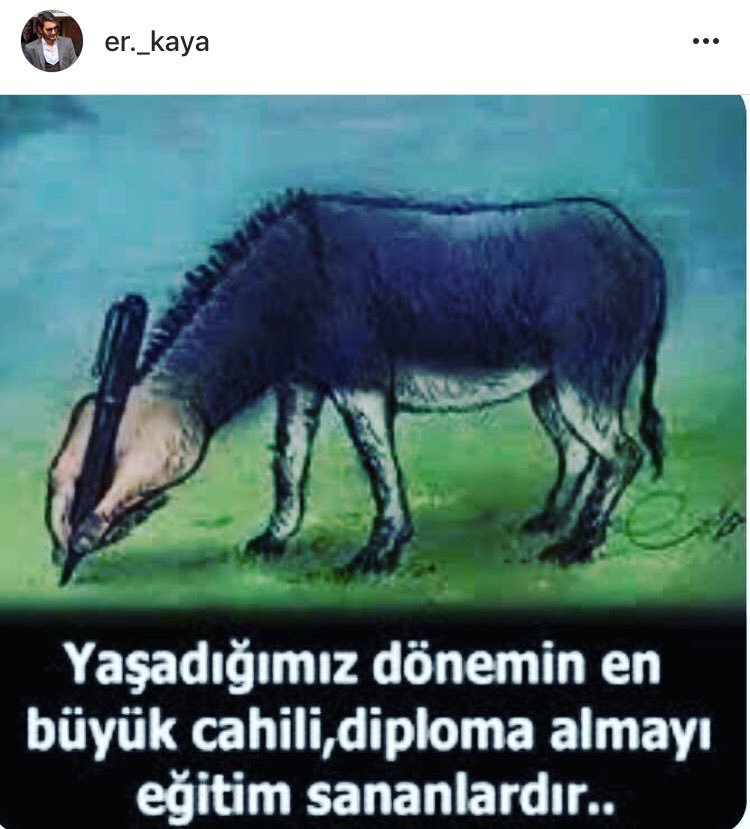 er._kaya
Yaşadığımız dönemin en
büyük cahili,diploma almayı
eğitim sananlardır..